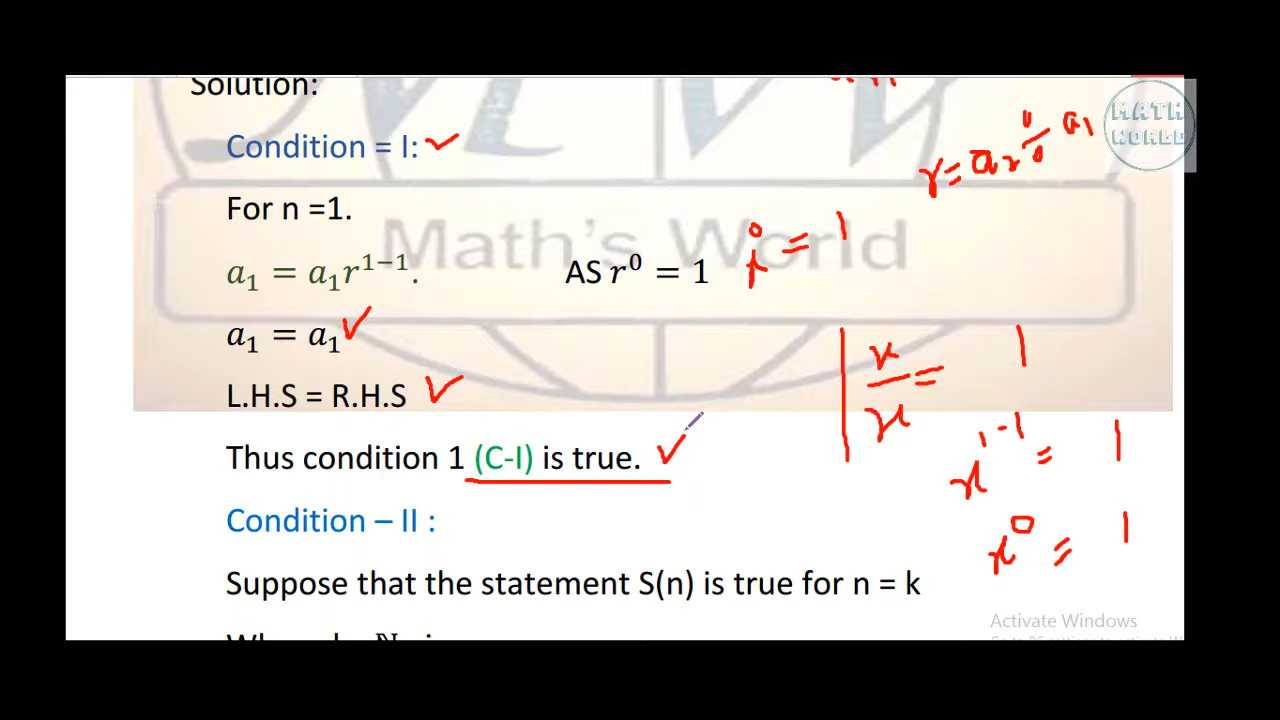 Solution:
Condition = I:
For n =1.
a₁ = a₁r¹⁻¹.
AS r⁰ = 1
r⁰ = 1
a₁ = a₁
L.H.S = R.H.S
Thus condition 1 (C-I) is true.
x/x = 1
x¹⁻¹ = 1
x⁰ = 1
Condition – II :
Suppose that the statement S(n) is true for n = k
MATH WORLD
Math's World
Activate Windows